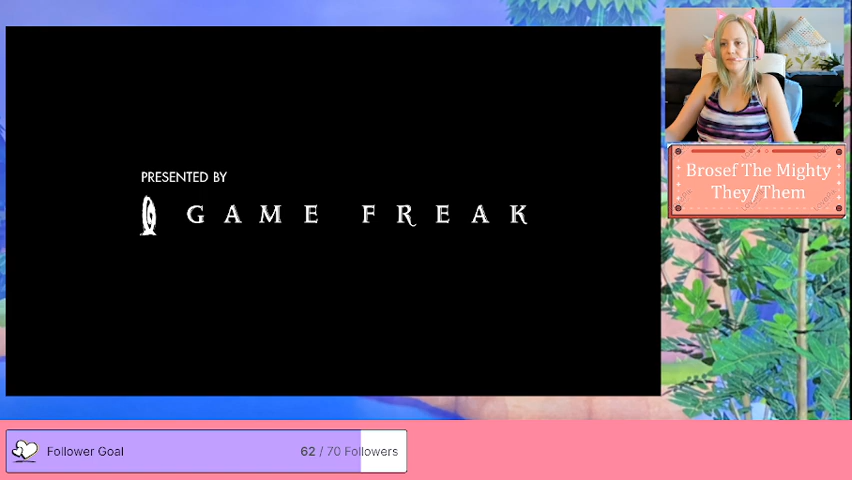 PRESENTED BY
GAME FREAK
Brosef The Mighty
They/Them
Follower Goal
62 / 70 Followers